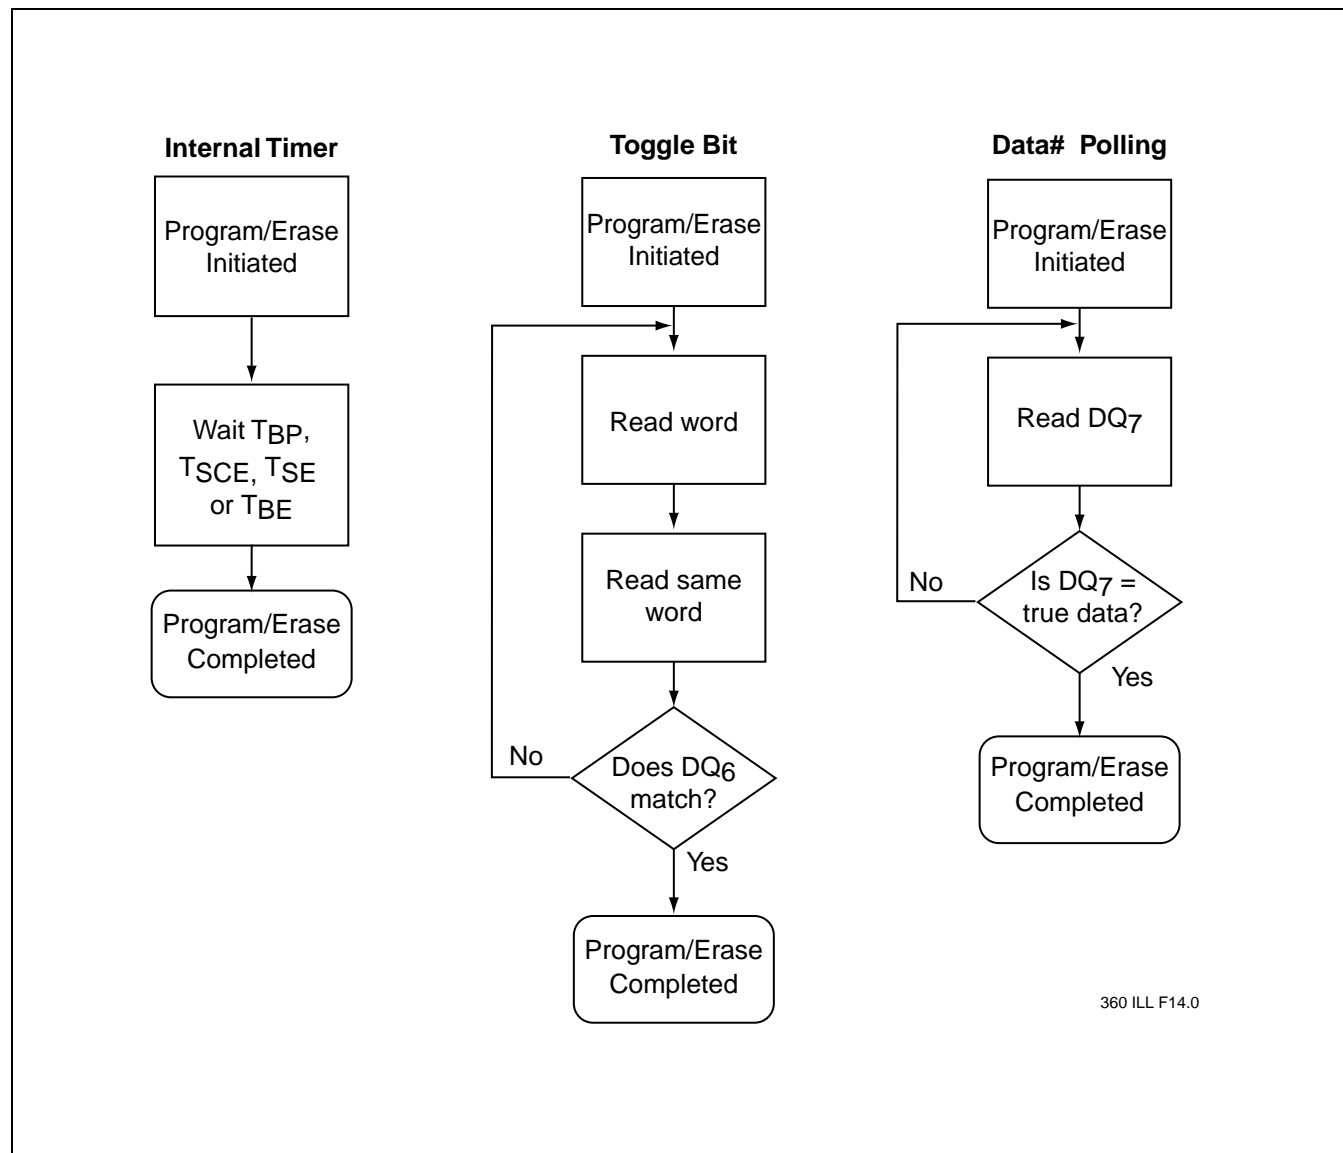 Internal Timer
Program/Erase
Initiated
Wait TBP,
TSCE, TSE
or TBE
Program/Erase
Completed
Toggle Bit
Program/Erase
Initiated
Read word
Read same
word
Does DQ6
match?
No
Yes
Program/Erase
Completed
Data# Polling
Program/Erase
Initiated
Read DQ7
Is DQ7 =
true data?
No
Yes
Program/Erase
Completed
360 ILL F14.0